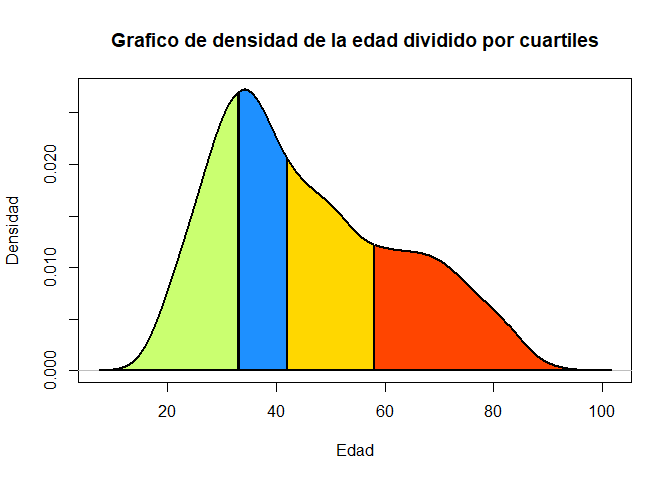 Grafico de densidad de la edad dividido por cuartiles
Densidad
0.020
0.010
0.000
20 40 60 80 100
Edad